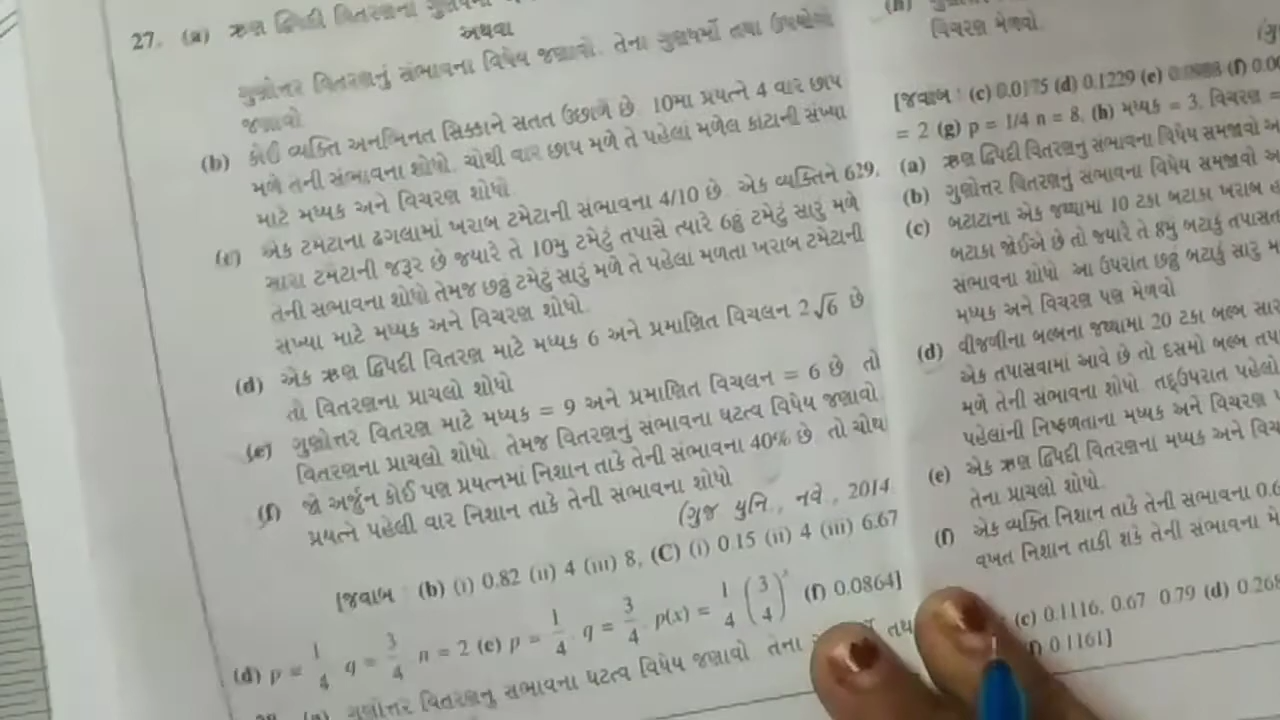 27. (a) ઋણ દ્વિપદી વિતરણના
અથવા
ગુણોત્તર વિતરણનું સંભાવના વિધેય જણાવો. તેના ગુણધર્મો તથા ઉપયોગો
જણાવો
(b) કોઈ વ્યક્તિ અનભિનત સિક્કાને સતત ઉછાળે છે. 10મા પ્રયત્ને 4 વાર છાપ
મળે તેની સંભાવના શોધો. ચોથી વાર છાપ મળે તે પહેલાં મળેલ કાંટાની સંખ્યા
માટે મધ્યક અને વિચરણ શોધો.
(c) એક ટમેટાના ઢગલામાં ખરાબ ટમેટાની સંભાવના 4/10 છે. એક વ્યક્તિને 6
સારા ટમેટાની જરૂર છે જ્યારે તે 10મુ ટમેટું તપાસે ત્યારે 6ઠ્ઠુ ટમેટું સારું મળે
તેની સંભાવના શોધો તેમજ છઠ્ઠુ ટમેટું સારું મળે તે પહેલા મળતા ખરાબ ટમેટાની
સંખ્યા માટે મધ્યક અને વિચરણ શોધો.
(d) એક ઋણ દ્વિપદી વિતરણ માટે મધ્યક 6 અને પ્રમાણિત વિચલન 2√6 છે
તો વિતરણના પ્રાચલો શોધો
(e) ગુણોત્તર વિતરણ માટે મધ્યક = 9 અને પ્રમાણિત વિચલન = 6 છે. તો
વિતરણના પ્રાચલો શોધો. તેમજ વિતરણનું સંભાવના ઘટત્વ વિધેય જણાવો.
(f) જો અર્જુન કોઈ પણ પ્રયત્નમાં નિશાન તાકે તેની સંભાવના 40% છે. તો ચોથા
પ્રયત્ને પહેલી વાર નિશાન તાકે તેની સંભાવના શોધો
(ગુજ યુનિ., નવે., 2014
[જવાબ : (b) (i) 0.82 (ii) 4 (iii) 8, (C) (i) 0.15 (ii) 4 (iii) 6.67
(d) p = 1/4 q = 3/4 n = 2 (e) p = 1/4, q = 3/4, p(x) = 1/4 (3/4)^x (f) 0.0864]
(a) ગુણોત્તર વિતરણનું સંભાવના ઘટત્વ વિધેય જણાવો. તેના
(h)
વિચરણ મેળવો.
[જવાબ : (c) 0.0175 (d) 0.1229 (e)
= 2 (g) p = 1/4 n = 8, (h) મધ્યક = 3, વિચરણ =
29. (a) ઋણ દ્વિપદી વિતરણનું સંભાવના વિધેય સમજાવો
(b) ગુણોત્તર વિતરણનું સંભાવના વિધેય સમજાવો
(c) બટાટાના એક જથ્થામાં 10 ટકા બટાકા ખરાબ
બટાકા જોઈએ છે તો જ્યારે તે 8મુ બટાકું
સંભાવના શોધો આ ઉપરાંત છઠ્ઠુ બટાકું સારુ
મધ્યક અને વિચરણ પણ મેળવો
(d) વીજળીના બલ્બના જથ્થામાં 20 ટકા બલ્બ
એક તપાસવામાં આવે છે તો દસમો બલ્બ
મળે તેની સંભાવના શોધો તદ્ઉપરાત પહેલો
પહેલાંની નિષ્ફળતાના મધ્યક અને વિચરણ
(e) એક ઋણ દ્વિપદી વિતરણના મધ્યક અને
તેના પ્રાચલો શોધો.
(f) એક વ્યક્તિ નિશાન તાકે તેની સંભાવના
વખત નિશાન તાકી શકે તેની સંભાવના
(c) 0.1116, 0.67 0.79 (d)
0.1161]